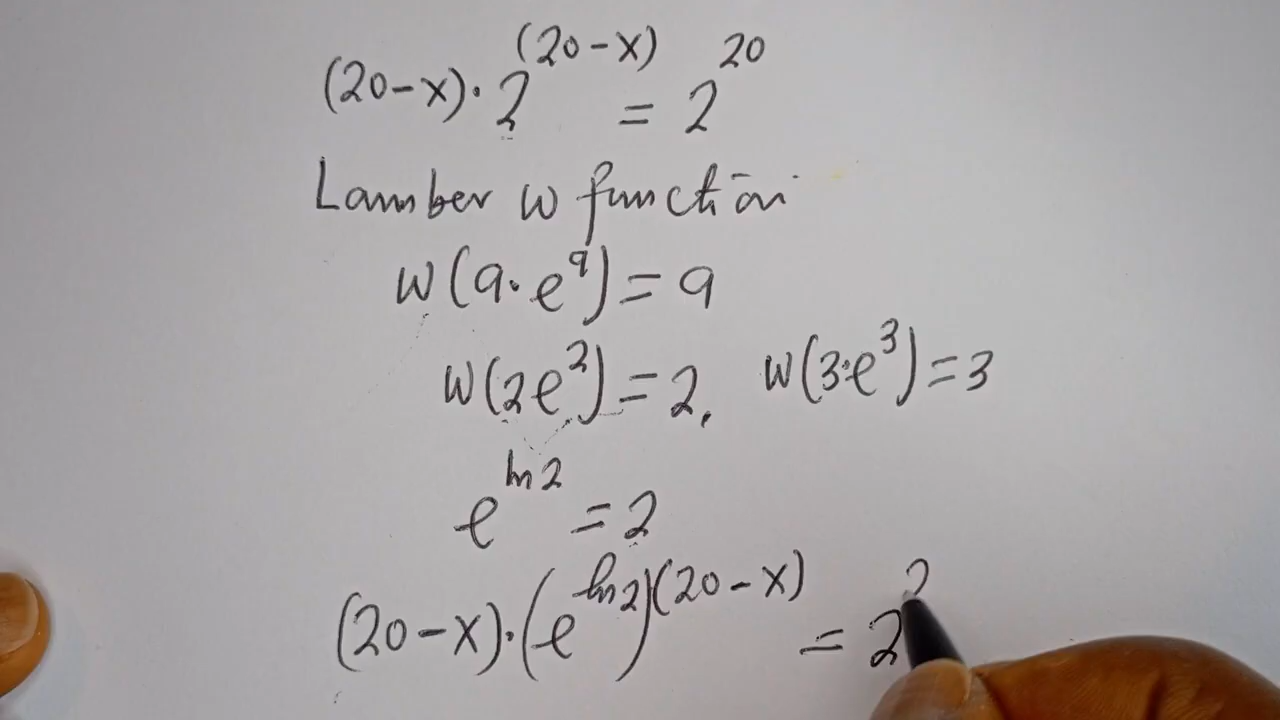 (20-x)·2^(20-x) = 2^20
Lamber w function
W(a·e^a) = a
W(2e^2) = 2, W(3·e^3) = 3
e^ln2 = 2
(20-x)·(e^ln2)^(20-x) = 2^2